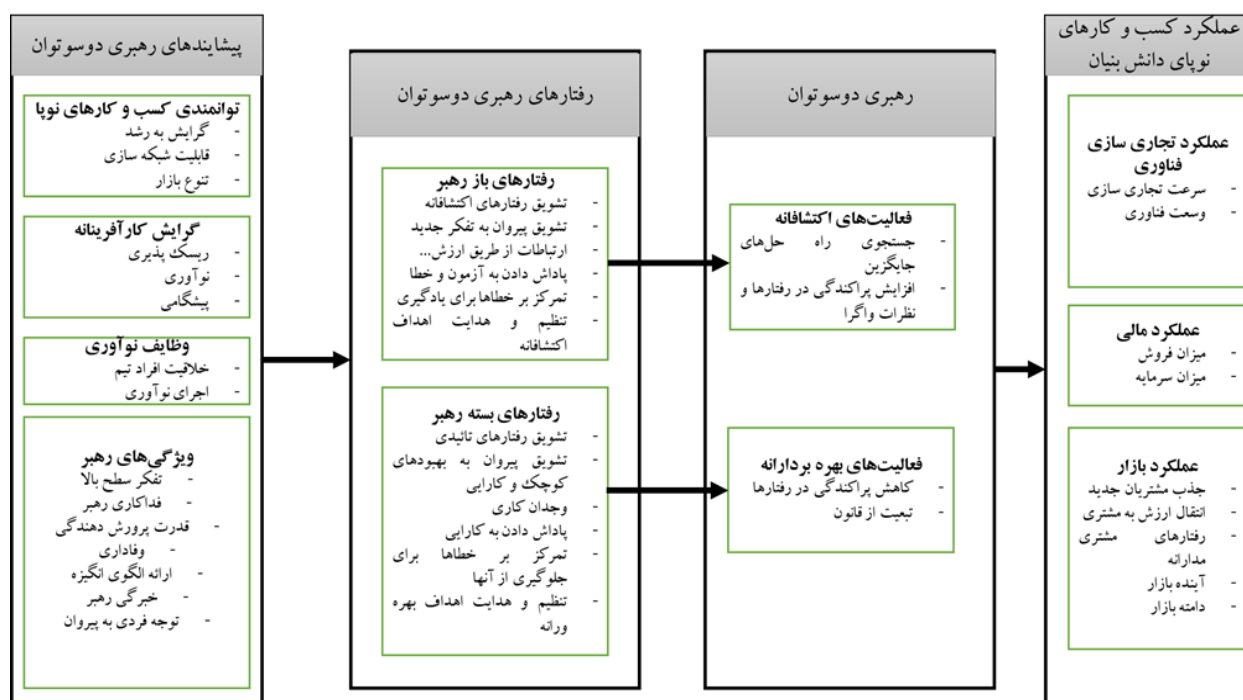 پیشایندهای رهبری دوسوتوان
توانمندی کسب و کارهای نوپا
- گرایش به رشد
- قابلیت شبکه سازی
- تنوع بازار
گرایش کارآفرینانه
- ریسک پذیری
- نوآوری
- پیشگامی
وظایف نوآوری
- خلاقیت افراد تیم
- اجرای نوآوری
ویژگی‌های رهبر
- تفکر سطح بالا
- فداکاری رهبر
- قدرت پرورش دهندگی
- وفاداری
- ارائه الگوی انگیزه
- خبرگی رهبر
- توجه فردی به پیروان
رفتارهای رهبری دوسوتوان
رفتارهای باز رهبر
- تشویق رفتارهای اکتشافانه
- تشویق پیروان به تفکر جدید
- ارتباطات از طریق ارزش...
- پاداش دادن به آزمون و خطا
- تمرکز بر خطاها برای یادگیری
- تنظیم و هدایت اهداف
اکتشافانه
رفتارهای بسته رهبر
- تشویق رفتارهای تائیدی
- تشویق پیروان به بهبودهای
کوچک و کارایی
- وجدان کاری
- پاداش دادن به کارایی
- تمرکز بر خطاها برای
جلوگیری از آنها
- تنظیم و هدایت اهداف بهره
ورانه
رهبری دوسوتوان
فعالیت‌های اکتشافانه
- جستجوی راه حل‌های
جایگزین
- افزایش پراکندگی در رفتارها و
نظرات واگرا
فعالیت‌های بهره بردارانه
- کاهش پراکندگی در رفتارها
- تبعیت از قانون
عملکرد کسب و کارهای
نوپای دانش بنیان
عملکرد تجاری سازی
فناوری
- سرعت تجاری سازی
- وسعت فناوری
عملکرد مالی
- میزان فروش
- میزان سرمایه
عملکرد بازار
- جذب مشتریان جدید
- انتقال ارزش به مشتری
- رفتارهای مشتری
مدارانه
- آینده بازار
- دامته بازار